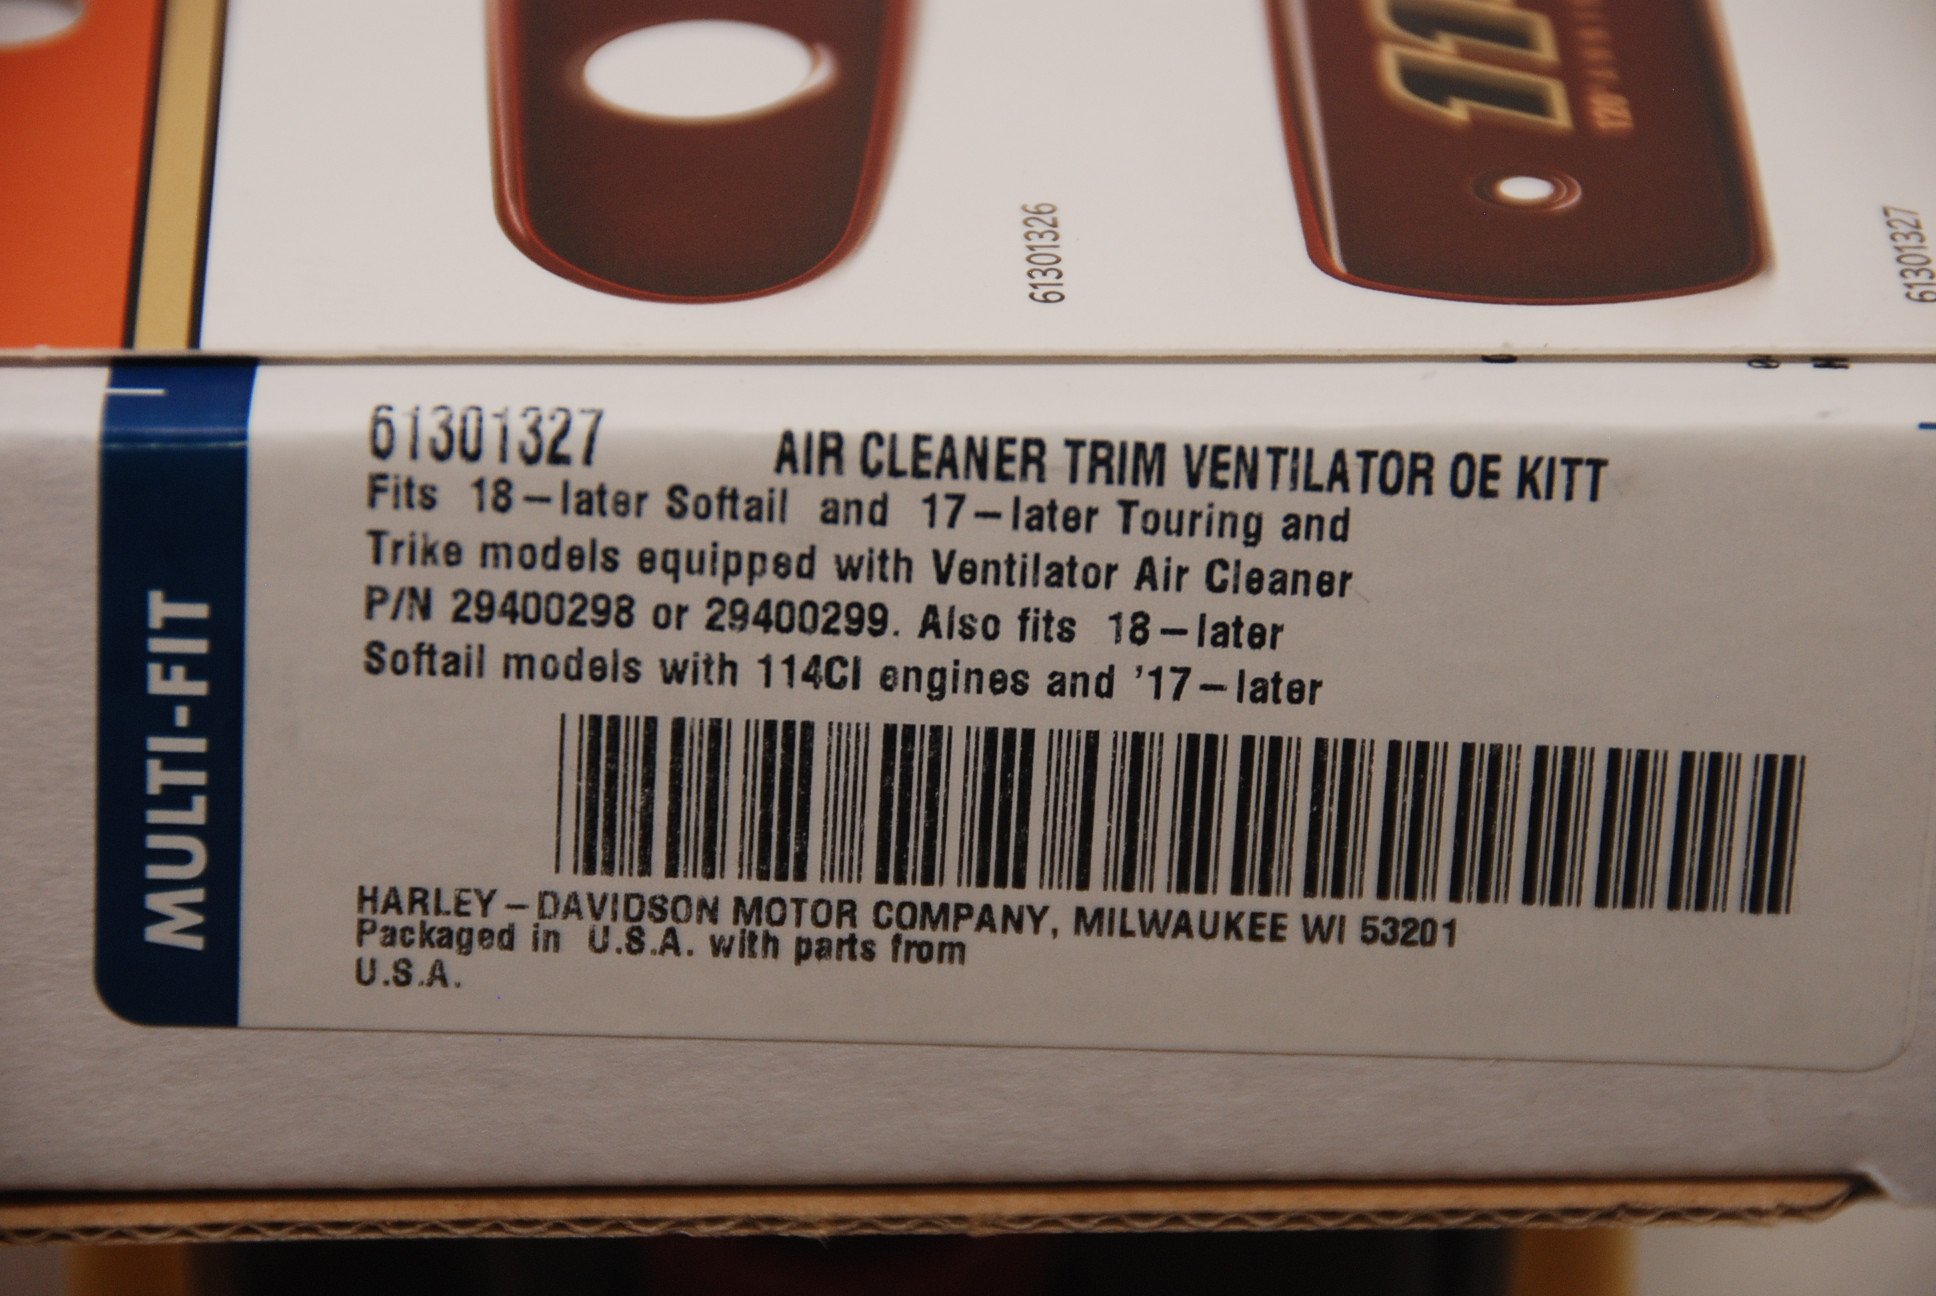 114
61301326
61301327
MULTI-FIT
61301327 AIR CLEANER TRIM VENTILATOR OE KITT
Fits 18-later Softail and 17-later Touring and
Trike models equipped with Ventilator Air Cleaner
P/N 29400298 or 29400299. Also fits 18-later
Softail models with 114CI engines and '17-later
HARLEY-DAVIDSON MOTOR COMPANY, MILWAUKEE WI 53201
Packaged in U.S.A. with parts from
U.S.A.